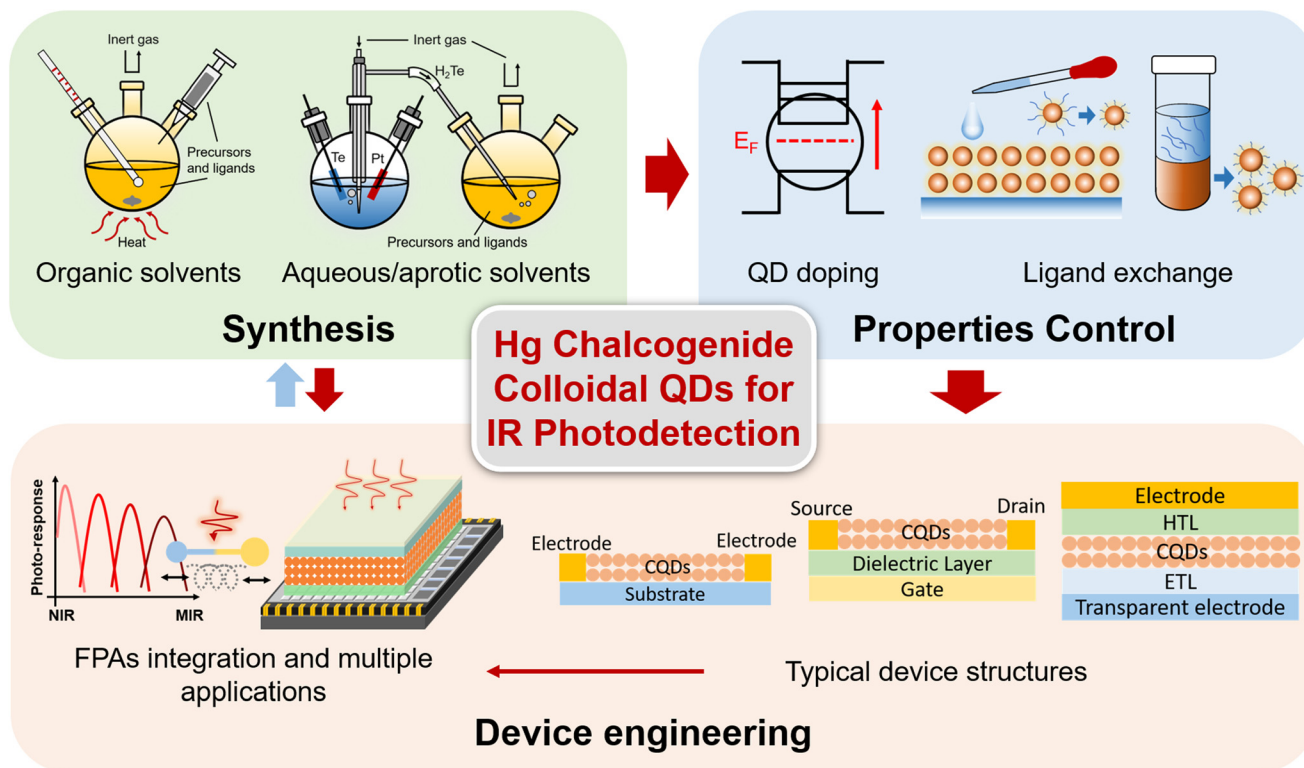 Inert gas
Precursors
and ligands
Heat
Organic solvents
Inert gas
H2Te
Te
Pt
Precursors and ligands
Aqueous/aprotic solvents
Synthesis
EF
QD doping
Ligand exchange
Properties Control
Hg Chalcogenide
Colloidal QDs for
IR Photodetection
Photo-response
NIR
MIR
FPAs integration and multiple
applications
Electrode
Electrode
CQDs
Substrate
Source
Drain
CQDs
Dielectric Layer
Gate
Electrode
HTL
CQDs
ETL
Transparent electrode
Typical device structures
Device engineering